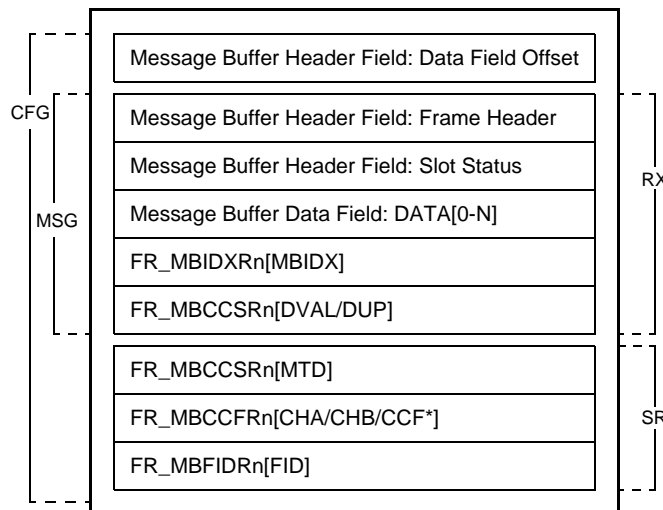 Message Buffer Header Field: Data Field Offset
CFG
Message Buffer Header Field: Frame Header
Message Buffer Header Field: Slot Status
RX
Message Buffer Data Field: DATA[0-N]
MSG
FR_MBIDXRn[MBIDX]
FR_MBCCSRn[DVAL/DUP]
FR_MBCCSRn[MTD]
FR_MBCCFRn[CHA/CHB/CCF*]
SR
FR_MBFIDRn[FID]